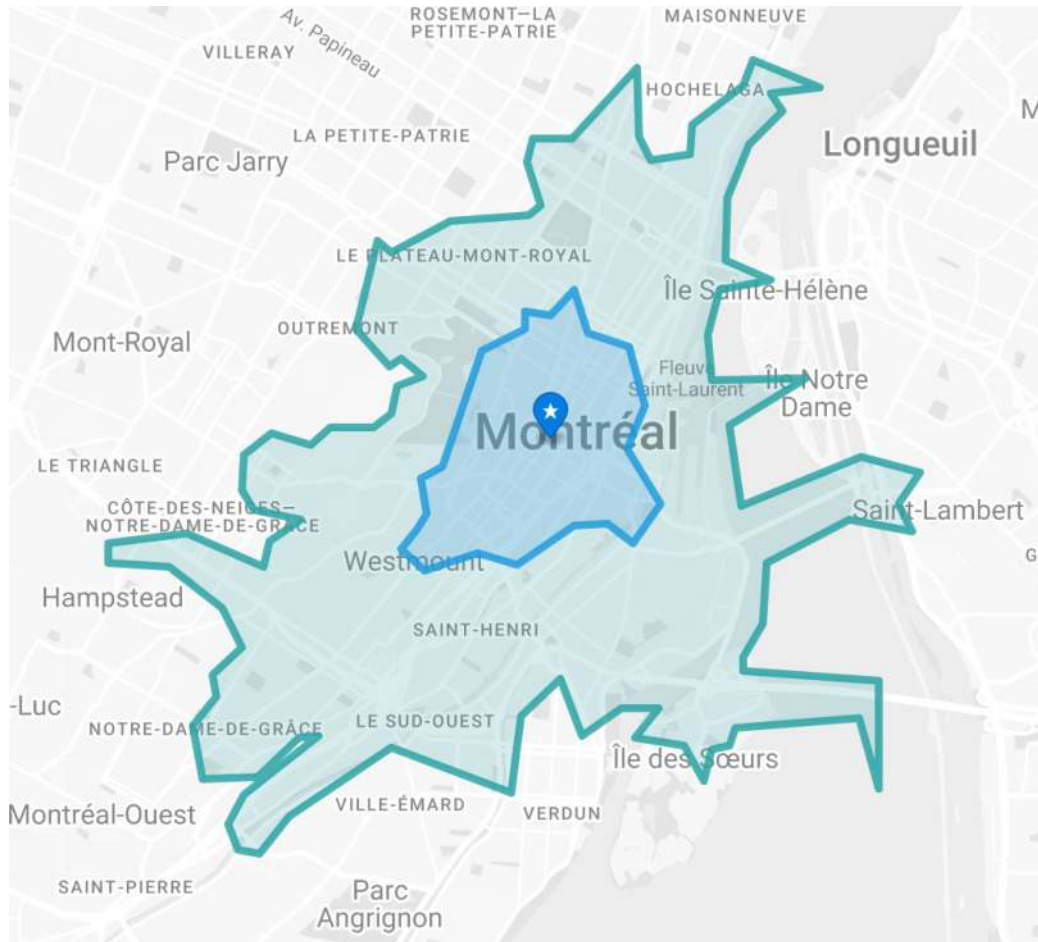 ROSEMONT—LA
PETITE-PATRIE
MAISONNEUVE
Av. Papineau
VILLERAY
HOCHELAGA
M
LA PETITE-PATRIE
Parc Jarry
Longueuil
LE PLATEAU-MONT-ROYAL
Île Sainte-Hélène
OUTREMONT
Mont-Royal
Fleuve
Saint-Laurent
Île Notre
Dame
Montréal
LE TRIANGLE
CÔTE-DES-NEIGES—
NOTRE-DAME-DE-GRÂCE
Saint-Lambert
G
Westmount
Hampstead
SAINT-HENRI
-Luc
NOTRE-DAME-DE-GRÂCE
LE SUD-OUEST
Île des Sœurs
Montréal-Ouest
VILLE-ÉMARD
VERDUN
SAINT-PIERRE
Parc
Angrignon